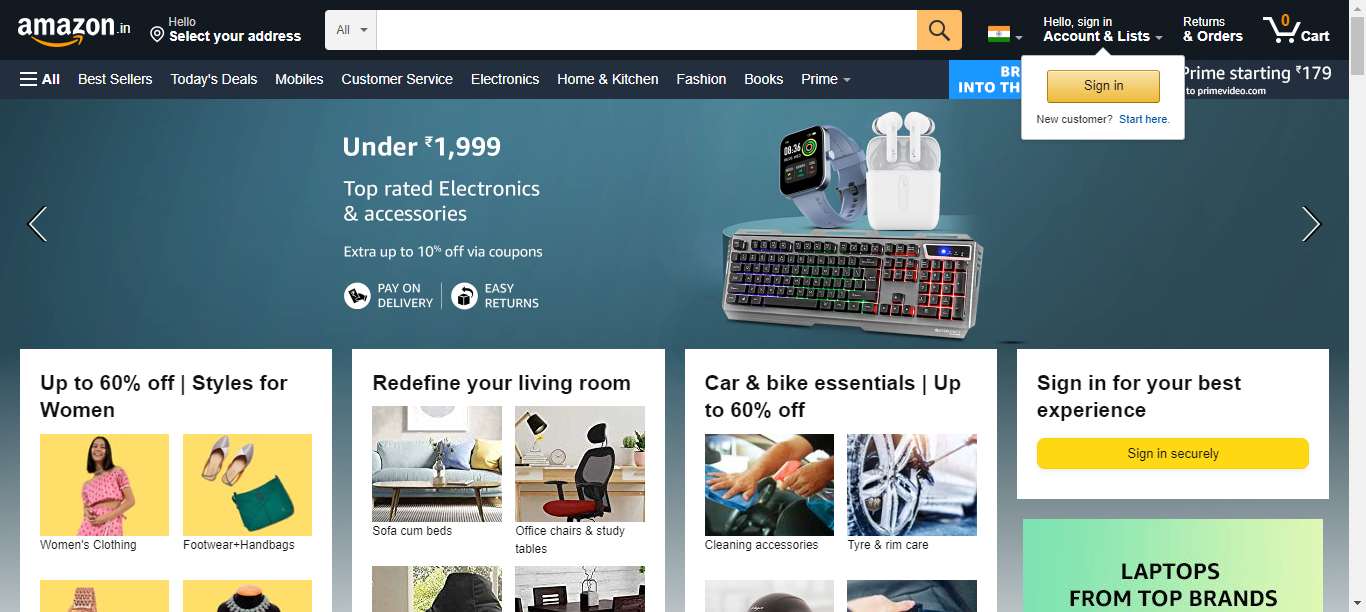 amazon.in
Hello
Select your address
All
Hello, sign in
Account & Lists
Returns
& Orders
0
Cart
All
Best Sellers
Today's Deals
Mobiles
Customer Service
Electronics
Home & Kitchen
Fashion
Books
Prime
BR
INTO TH
Prime starting ₹179
to primevideo.com
Sign in
New customer? Start here.
Under ₹1,999
Top rated Electronics
& accessories
Extra up to 10% off via coupons
PAY ON
DELIVERY
EASY
RETURNS
08:36
Up to 60% off | Styles for
Women
Women's Clothing
Footwear+Handbags
Redefine your living room
Sofa cum beds
Office chairs & study
tables
Car & bike essentials | Up
to 60% off
Cleaning accessories
Tyre & rim care
Sign in for your best
experience
Sign in securely
LAPTOPS
FROM TOP BRANDS